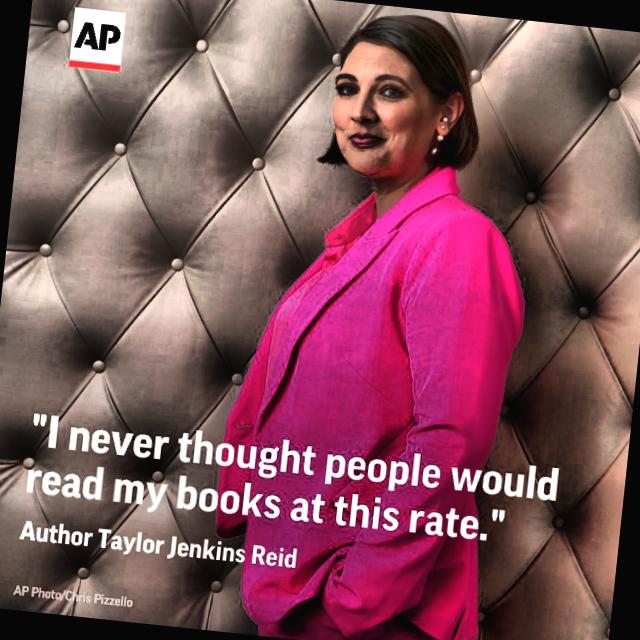 AP
"I never thought people would
read my books at this rate."
Author Taylor Jenkins Reid
AP Photo/Chris Pizzello